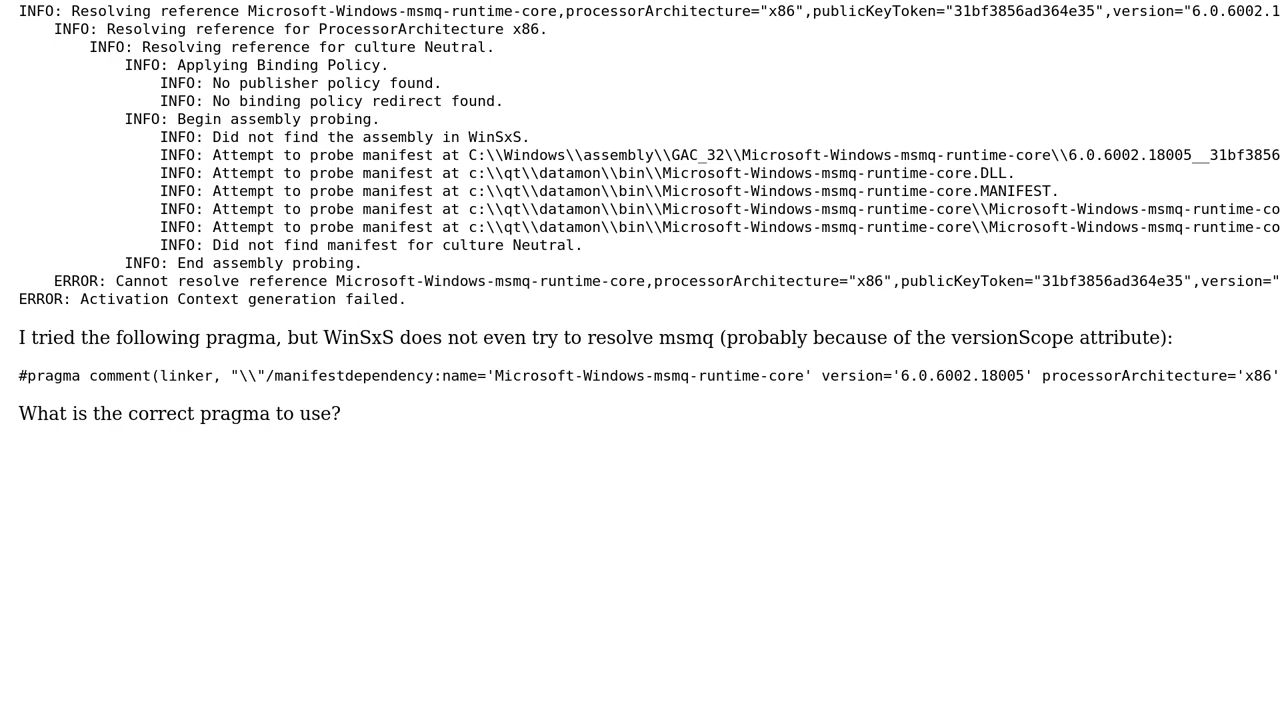 INFO: Resolving reference Microsoft-Windows-msmq-runtime-core,processorArchitecture="x86",publicKeyToken="31bf3856ad364e35",version="6.0.6002.1
INFO: Resolving reference for ProcessorArchitecture x86.
INFO: Resolving reference for culture Neutral.
INFO: Applying Binding Policy.
INFO: No publisher policy found.
INFO: No binding policy redirect found.
INFO: Begin assembly probing.
INFO: Did not find the assembly in WinSxS.
INFO: Attempt to probe manifest at C:\\Windows\\assembly\\GAC_32\\Microsoft-Windows-msmq-runtime-core\\6.0.6002.18005__31bf3856
INFO: Attempt to probe manifest at c:\\qt\\datamon\\bin\\Microsoft-Windows-msmq-runtime-core.DLL.
INFO: Attempt to probe manifest at c:\\qt\\datamon\\bin\\Microsoft-Windows-msmq-runtime-core.MANIFEST.
INFO: Attempt to probe manifest at c:\\qt\\datamon\\bin\\Microsoft-Windows-msmq-runtime-core\\Microsoft-Windows-msmq-runtime-co
INFO: Attempt to probe manifest at c:\\qt\\datamon\\bin\\Microsoft-Windows-msmq-runtime-core\\Microsoft-Windows-msmq-runtime-co
INFO: Did not find manifest for culture Neutral.
INFO: End assembly probing.
ERROR: Cannot resolve reference Microsoft-Windows-msmq-runtime-core,processorArchitecture="x86",publicKeyToken="31bf3856ad364e35",version="
ERROR: Activation Context generation failed.
I tried the following pragma, but WinSxS does not even try to resolve msmq (probably because of the versionScope attribute):
#pragma comment(linker, "\\"/manifestdependency:name='Microsoft-Windows-msmq-runtime-core' version='6.0.6002.18005' processorArchitecture='x86'
What is the correct pragma to use?